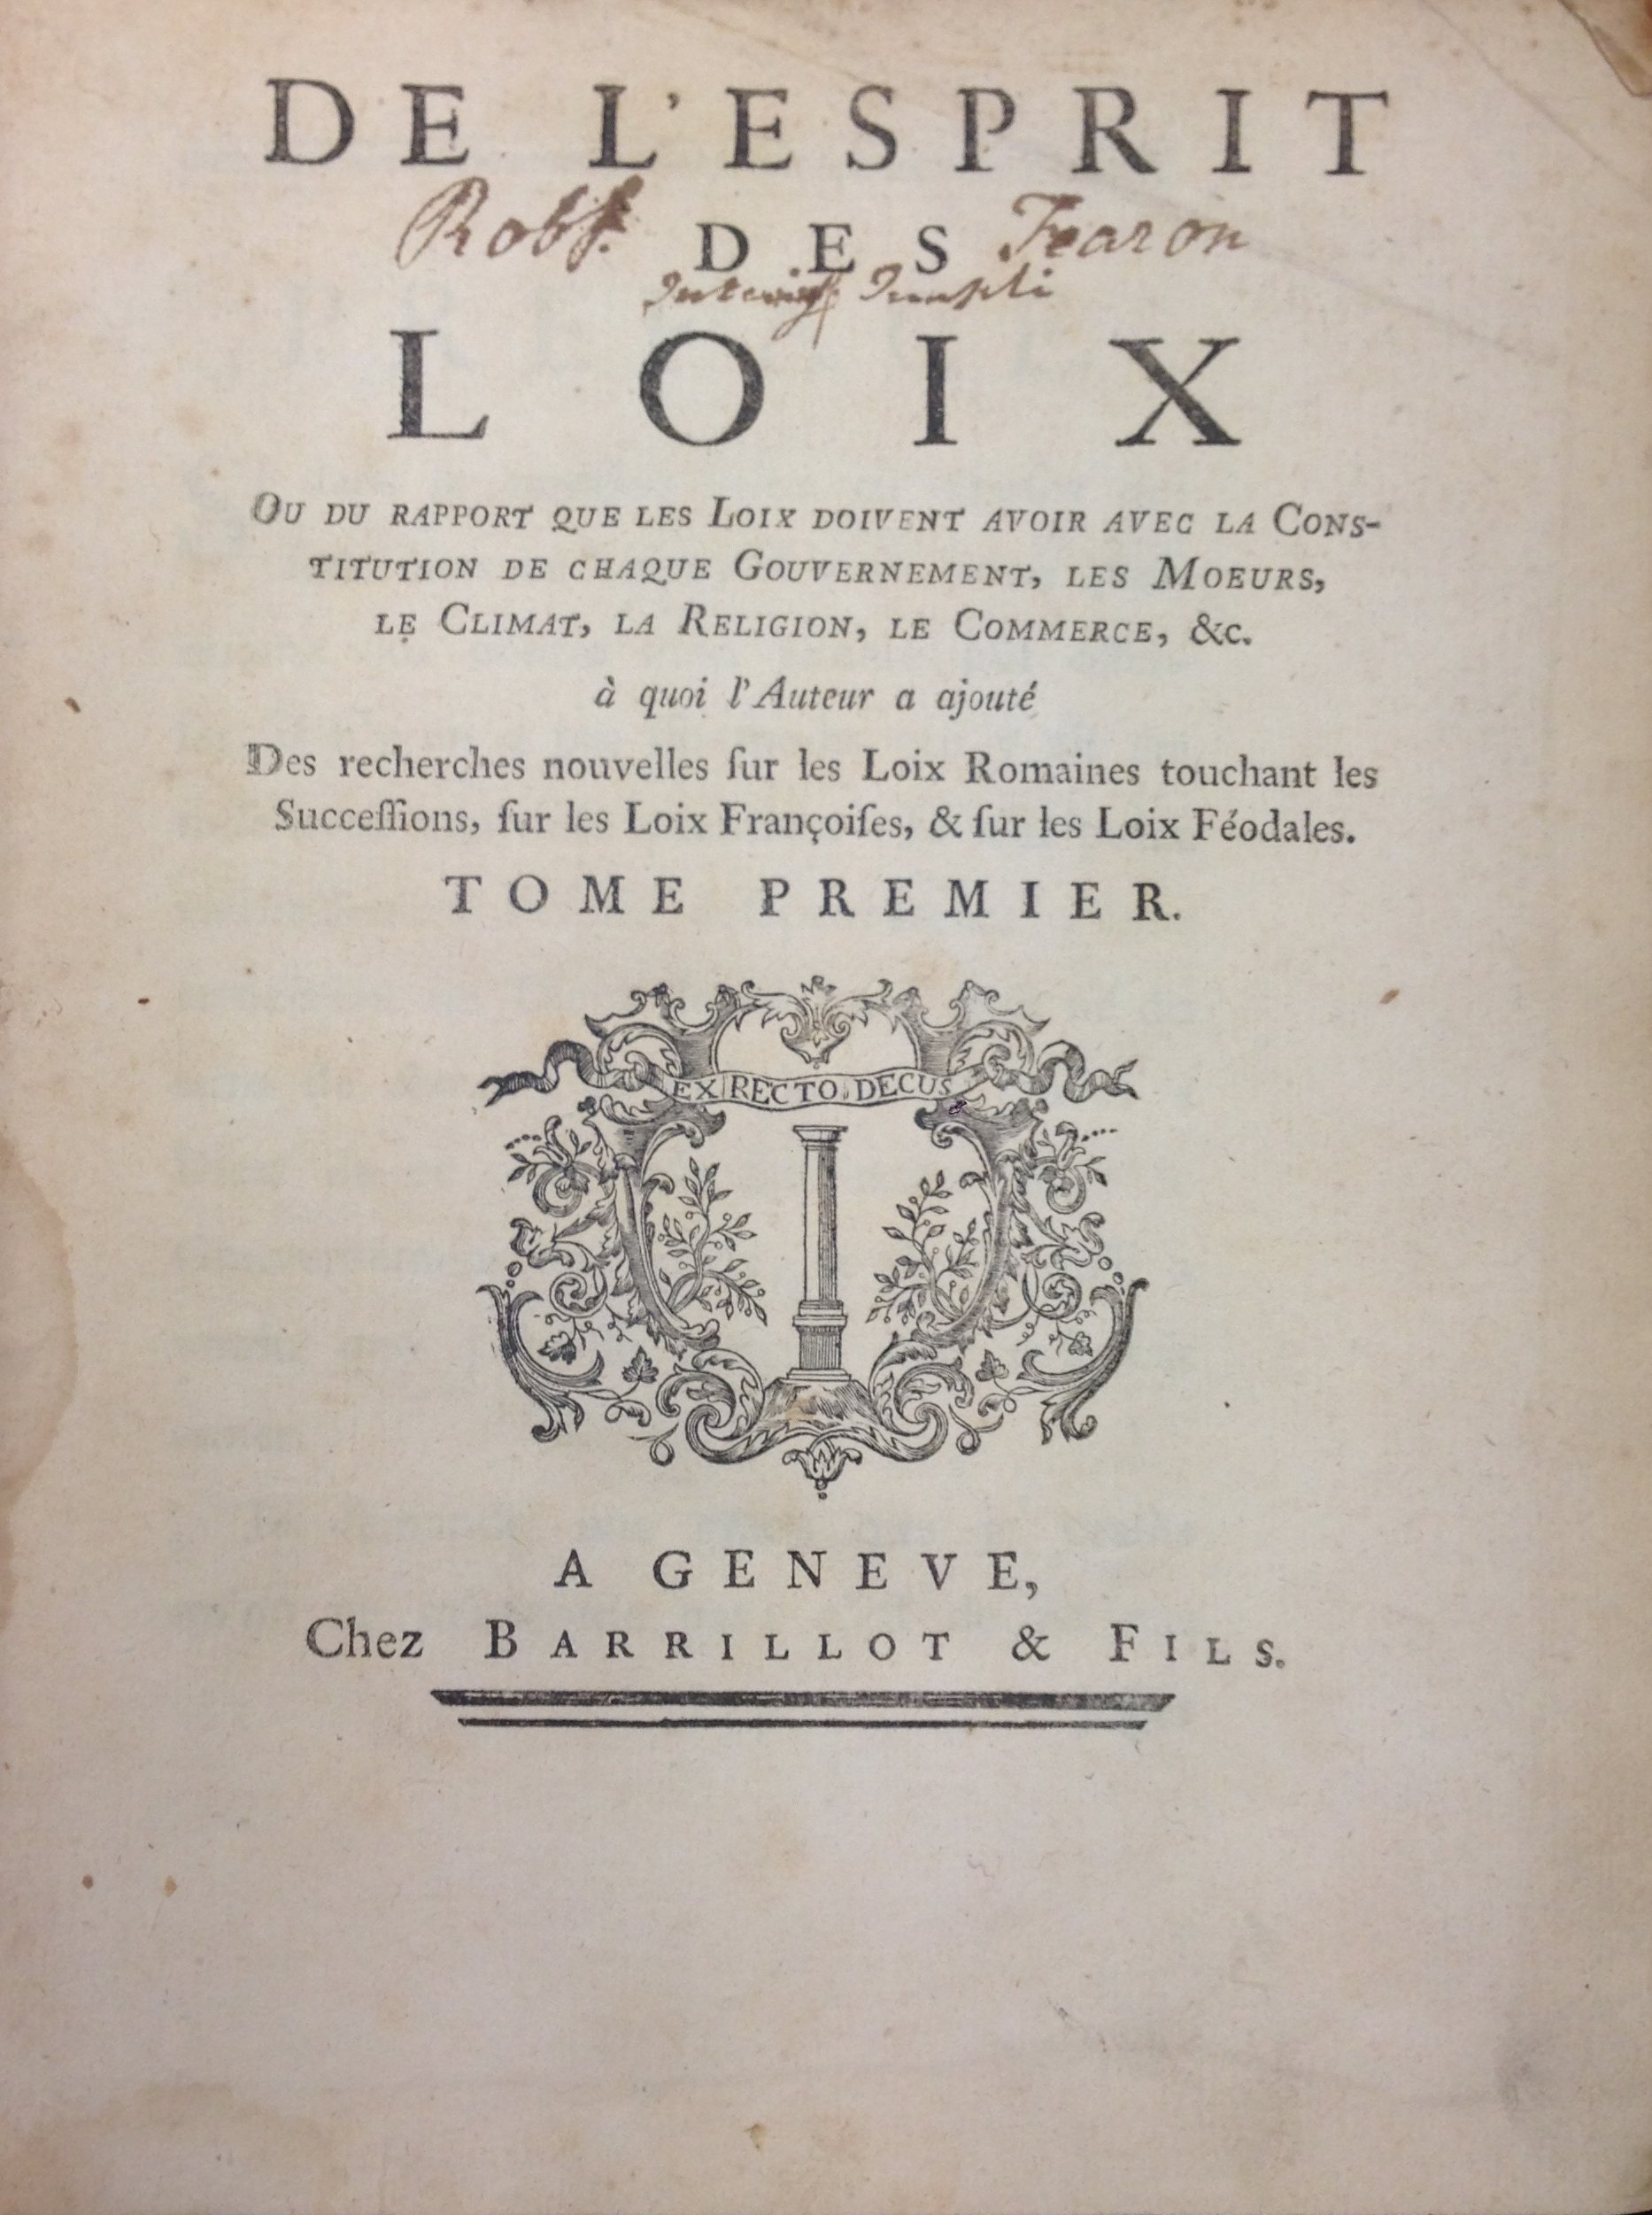 DE L'ESPRIT
Robt. Fearon
DES
Templi
LOIX
OU DU RAPPORT QUE LES LOIX DOIVENT AVOIR AVEC LA CONS-
TITUTION DE CHAQUE GOUVERNEMENT, LES MOEURS,
LE CLIMAT, LA RELIGION, LE COMMERCE, &c.
à quoi l'Auteur a ajouté
Des recherches nouvelles ſur les Loix Romaines touchant les
Succeſſions, ſur les Loix Françoiſes, & ſur les Loix Féodales.
TOME PREMIER.
EX RECTO DECUS
A GENEVE,
Chez BARRILLOT & FILS.